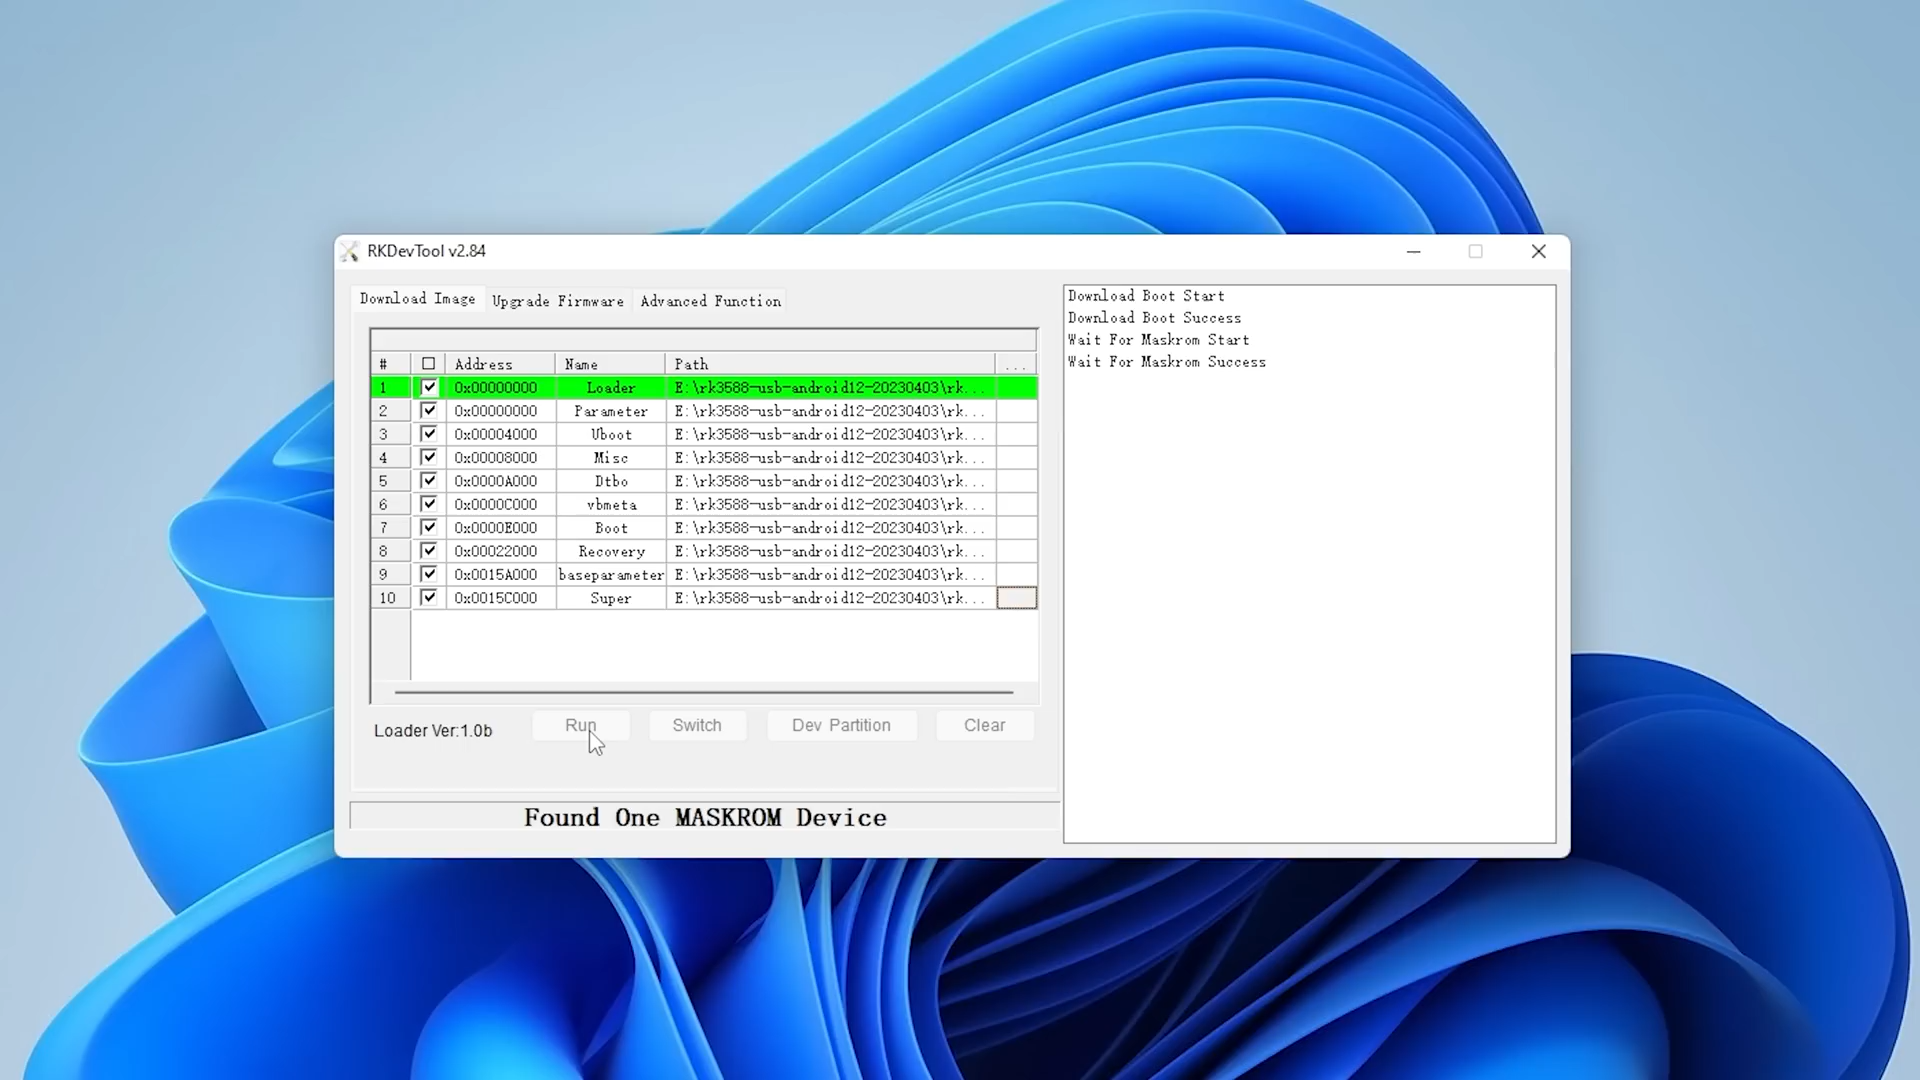 RKDevTool v2.84
Download Image Upgrade Firmware Advanced Function
# Address Name Path ...
1 0x00000000 Loader E:\rk3588-usb-android12-20230403\rk...
2 0x00000000 Parameter E:\rk3588-usb-android12-20230403\rk...
3 0x00004000 Uboot E:\rk3588-usb-android12-20230403\rk...
4 0x00008000 Misc E:\rk3588-usb-android12-20230403\rk...
5 0x0000A000 Dtbo E:\rk3588-usb-android12-20230403\rk...
6 0x0000C000 vbmeta E:\rk3588-usb-android12-20230403\rk...
7 0x0000E000 Boot E:\rk3588-usb-android12-20230403\rk...
8 0x00022000 Recovery E:\rk3588-usb-android12-20230403\rk...
9 0x0015A000 baseparameter E:\rk3588-usb-android12-20230403\rk...
10 0x0015C000 Super E:\rk3588-usb-android12-20230403\rk...
Loader Ver:1.0b Run Switch Dev Partition Clear
Found One MASKROM Device
Download Boot Start
Download Boot Success
Wait For Maskrom Start
Wait For Maskrom Success